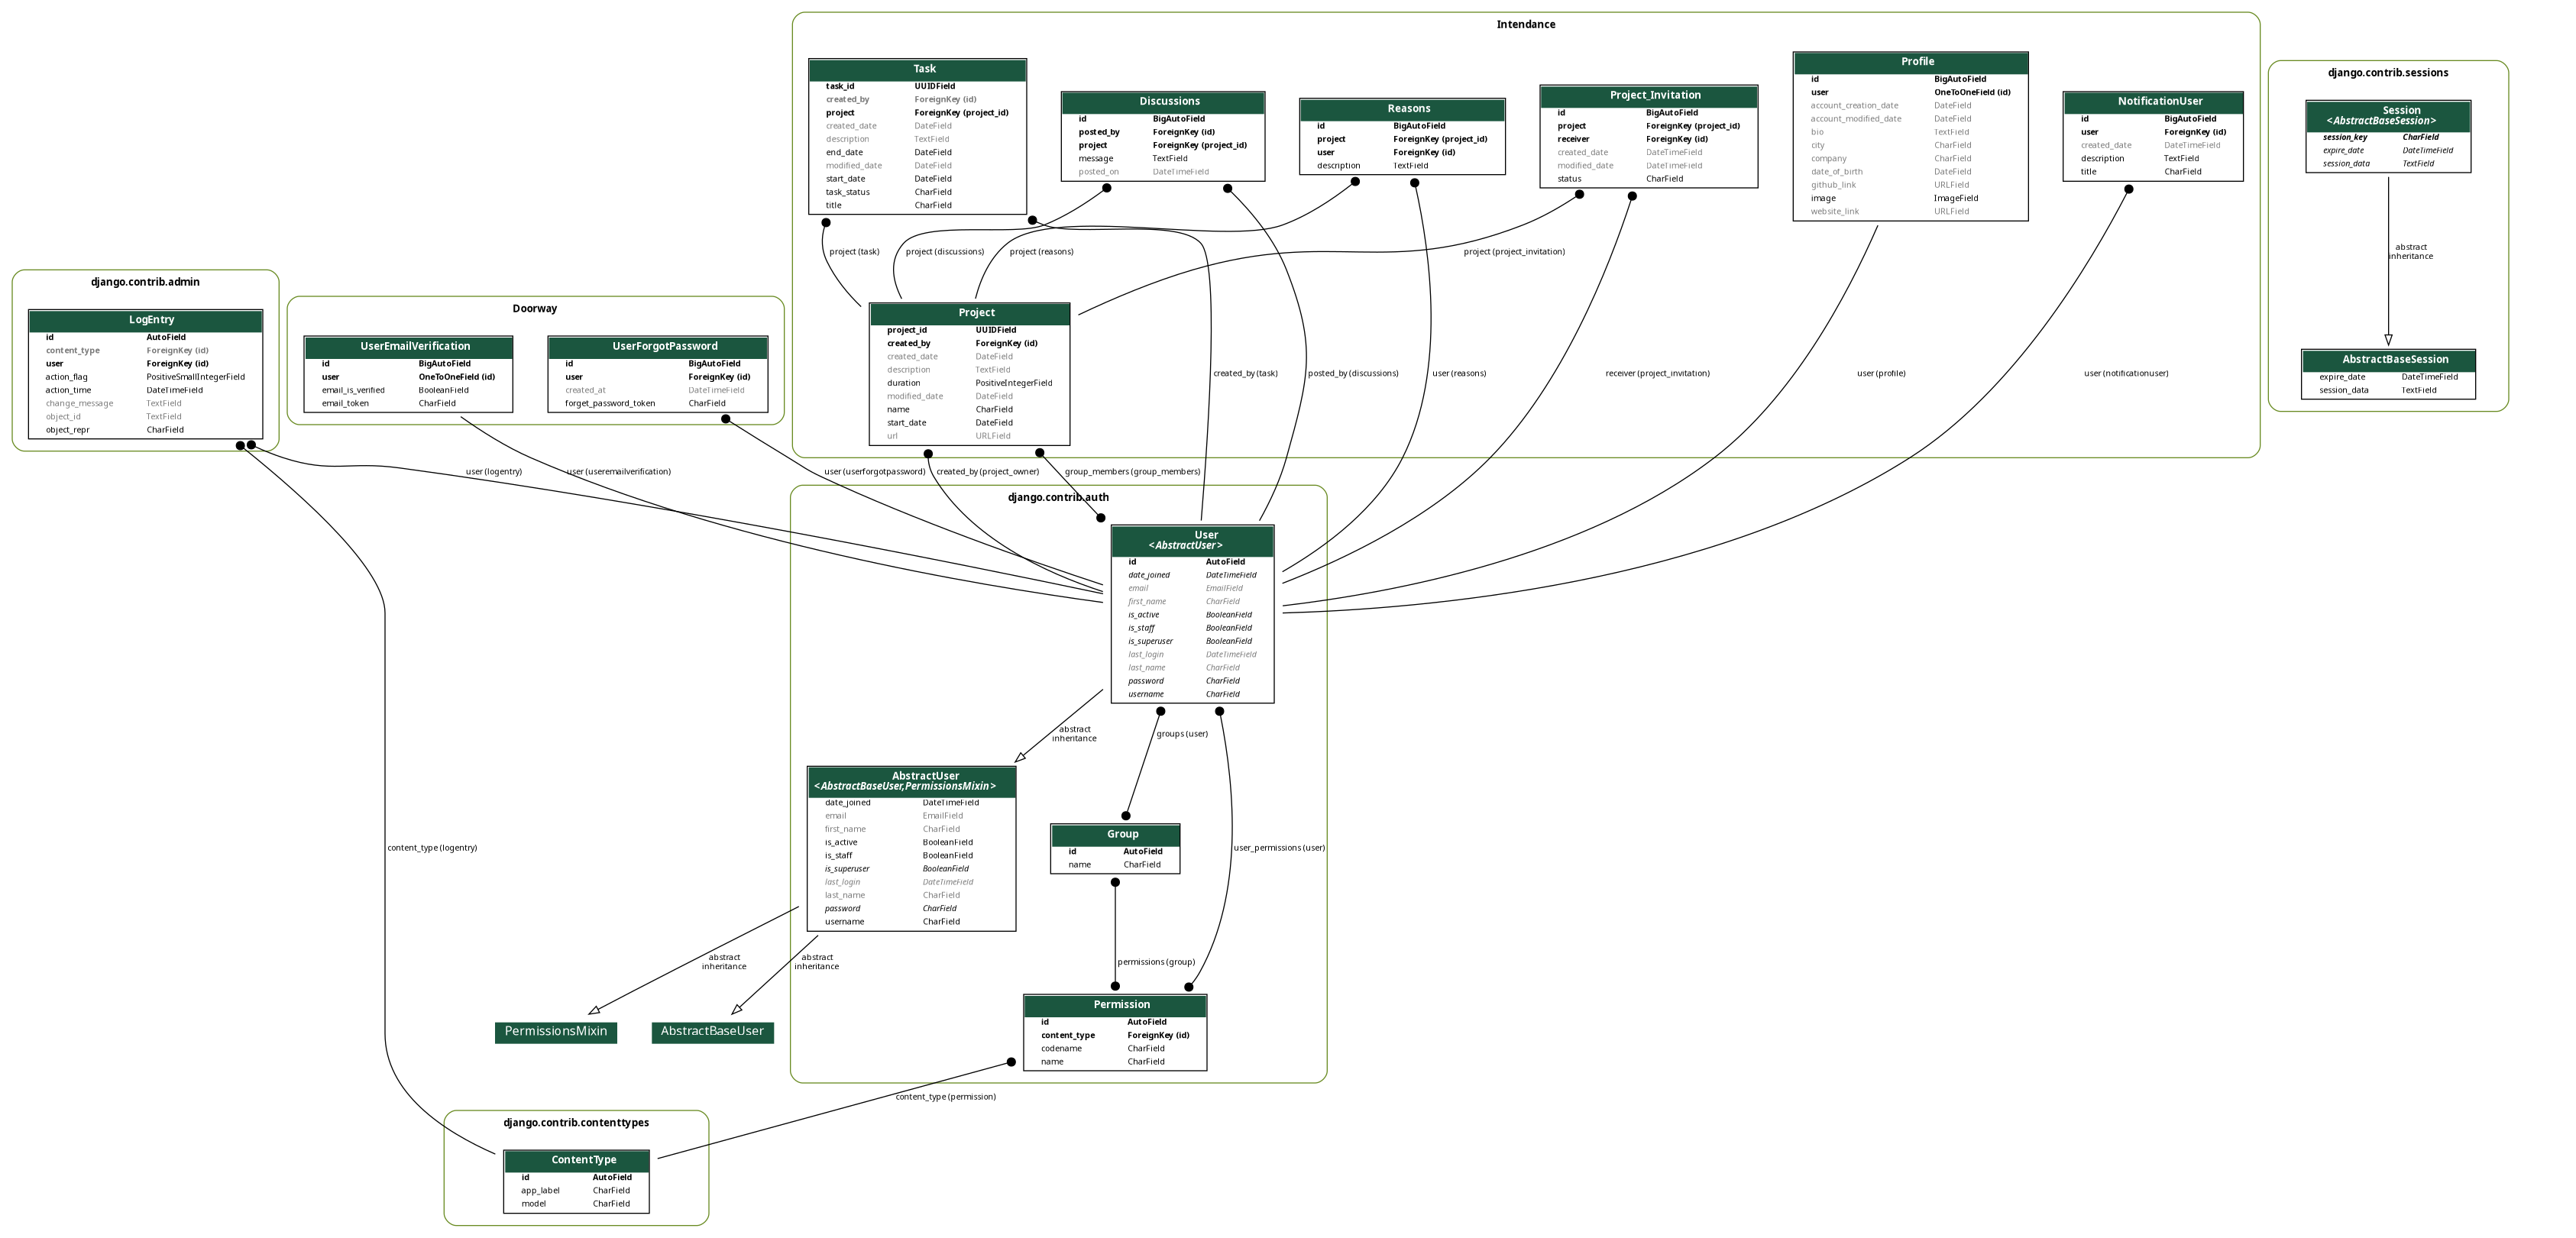 Intendance
Task
task_id UUIDField
created_by ForeignKey (id)
project ForeignKey (project_id)
created_date DateField
description TextField
end_date DateField
modified_date DateField
start_date DateField
task_status CharField
title CharField
Discussions
id BigAutoField
posted_by ForeignKey (id)
project ForeignKey (project_id)
message TextField
posted_on DateTimeField
Reasons
id BigAutoField
project ForeignKey (project_id)
user ForeignKey (id)
description TextField
Project_Invitation
id BigAutoField
project ForeignKey (project_id)
receiver ForeignKey (id)
created_date DateTimeField
modified_date DateTimeField
status CharField
Profile
id BigAutoField
user OneToOneField (id)
account_creation_date DateField
account_modified_date DateField
bio TextField
city CharField
company CharField
date_of_birth DateField
github_link URLField
image ImageField
website_link URLField
NotificationUser
id BigAutoField
user ForeignKey (id)
created_date DateTimeField
description TextField
title CharField
django.contrib.sessions
Session
<AbstractBaseSession>
session_key CharField
expire_date DateTimeField
session_data TextField
abstract
inheritance
AbstractBaseSession
expire_date DateTimeField
session_data TextField
project (task)
project (discussions)
project (reasons)
project (project_invitation)
django.contrib.admin
LogEntry
id AutoField
content_type ForeignKey (id)
user ForeignKey (id)
action_flag PositiveSmallIntegerField
action_time DateTimeField
change_message TextField
object_id TextField
object_repr CharField
Doorway
UserEmailVerification
id BigAutoField
user OneToOneField (id)
email_is_verified BooleanField
email_token CharField
UserForgotPassword
id BigAutoField
user ForeignKey (id)
created_at DateTimeField
forget_password_token CharField
Project
project_id UUIDField
created_by ForeignKey (id)
created_date DateField
description TextField
duration PositiveIntegerField
modified_date DateField
name CharField
start_date DateField
url URLField
created_by (task)
posted_by (discussions)
user (reasons)
receiver (project_invitation)
user (profile)
user (notificationuser)
user (logentry)
user (useremailverification)
user (userforgotpassword)
created_by (project_owner)
group_members (group_members)
django.contrib.auth
User
<AbstractUser>
id AutoField
date_joined DateTimeField
email EmailField
first_name CharField
is_active BooleanField
is_staff BooleanField
is_superuser BooleanField
last_login DateTimeField
last_name CharField
password CharField
username CharField
abstract
inheritance
groups (user)
AbstractUser
<AbstractBaseUser,PermissionsMixin>
date_joined DateTimeField
email EmailField
first_name CharField
is_active BooleanField
is_staff BooleanField
is_superuser BooleanField
last_login DateTimeField
last_name CharField
password CharField
username CharField
Group
id AutoField
name CharField
user_permissions (user)
content_type (logentry)
abstract
inheritance
abstract
inheritance
permissions (group)
PermissionsMixin
AbstractBaseUser
Permission
id AutoField
content_type ForeignKey (id)
codename CharField
name CharField
content_type (permission)
django.contrib.contenttypes
ContentType
id AutoField
app_label CharField
model CharField